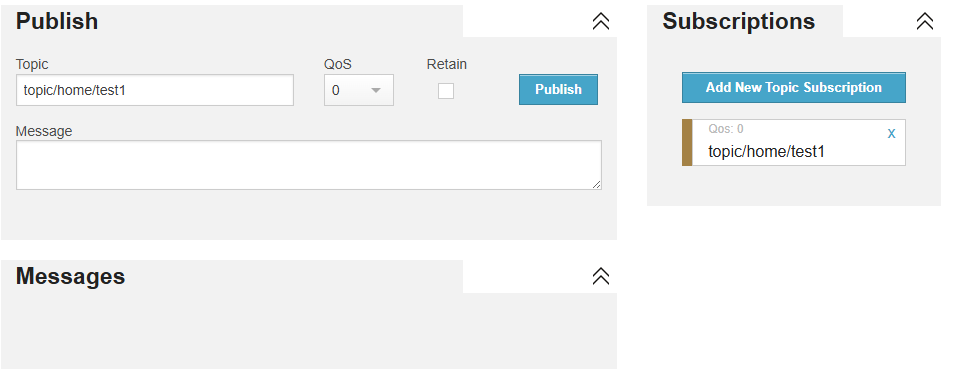 Publish
Topic
QoS
Retain
topic/home/test1
0
Publish
Message
Messages
Subscriptions
Add New Topic Subscription
Qos: 0
x
topic/home/test1